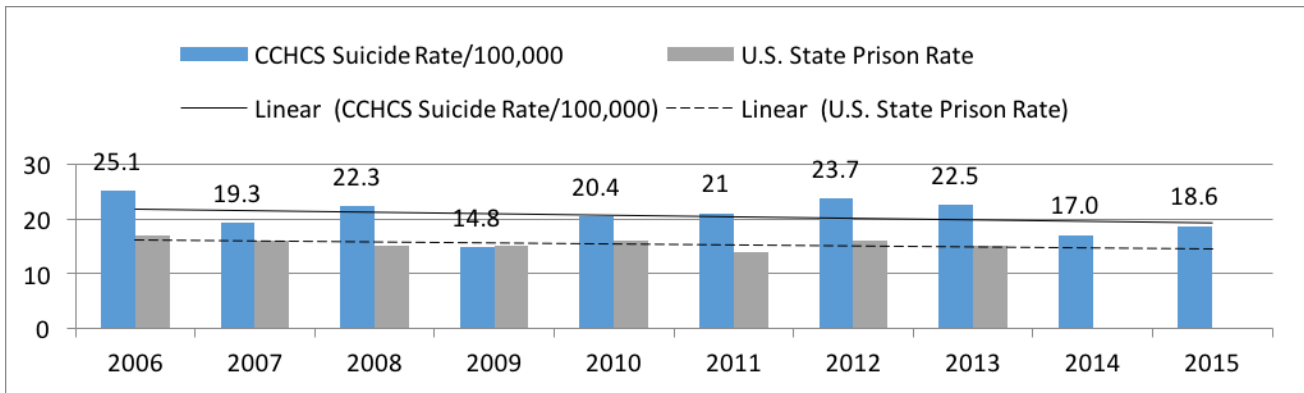 CCHCS Suicide Rate/100,000 U.S. State Prison Rate
Linear (CCHCS Suicide Rate/100,000) Linear (U.S. State Prison Rate)
30
25.1 19.3 22.3 14.8 20.4 21 23.7 22.5 17.0 18.6
20
10
0
2006 2007 2008 2009 2010 2011 2012 2013 2014 2015